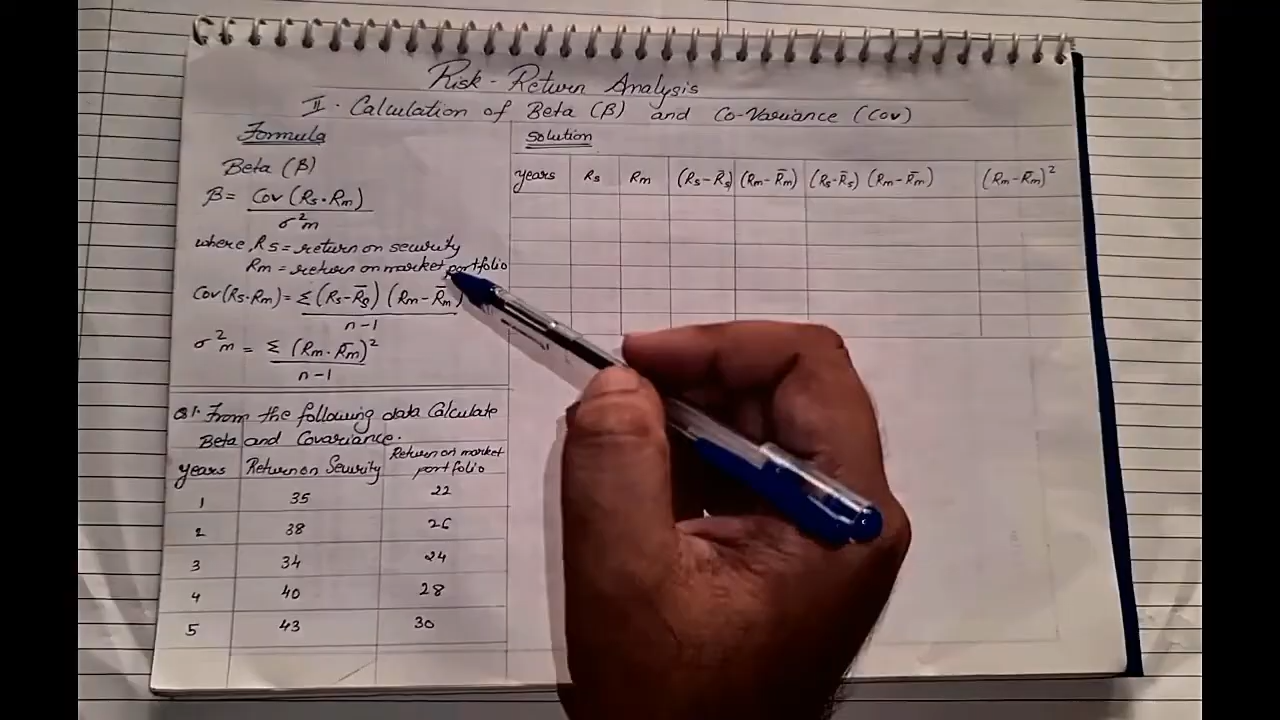 Risk-Return Analysis
II. Calculation of Beta (β) and Co-Variance (Cov)
Formula
Beta (β)
β = Cov (Rs.Rm)
σ²m
where, Rs = return on security
Rm = return on market portfolio
Cov (Rs.Rm) = Σ (Rs-R̄s) (Rm-R̄m)
n-1
σ²m = Σ (Rm.R̄m)²
n-1
Q1. From the following data Calculate
Beta and Covariance.
years Return on Security Return on market portfolio
1 35 22
2 38 26
3 34 24
4 40 28
5 43 30
Solution
years Rs Rm (Rs-R̄s) (Rm-R̄m) (Rs-R̄s) (Rm-R̄m) (Rm-R̄m)²